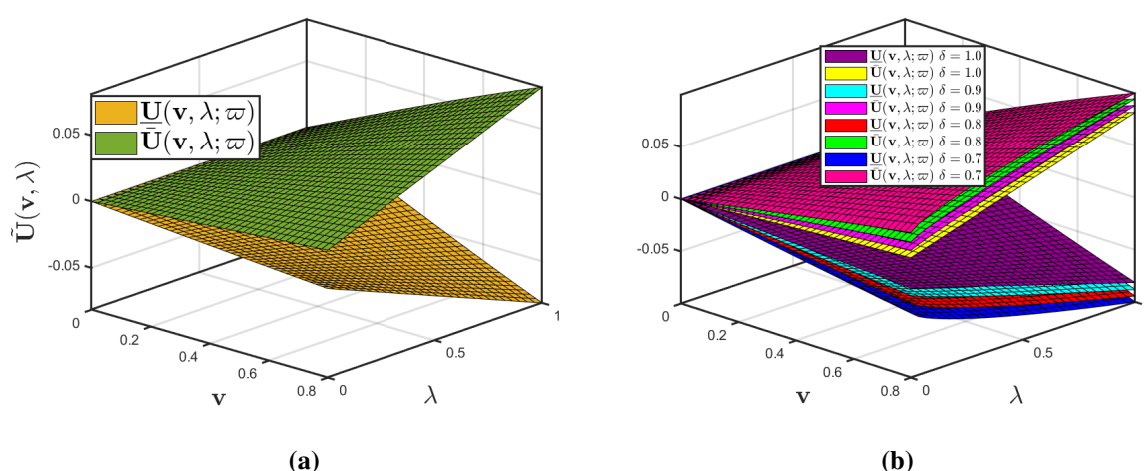 U(v, λ; ϖ)
Ū(v, λ; ϖ)
0.05
0
-0.05
Ũ(v, λ)
0
0.2
0.4
0.6
0.8
v
0
0.5
1
λ
(a)
U(v, λ; ϖ) δ = 1.0
Ū(v, λ; ϖ) δ = 1.0
U(v, λ; ϖ) δ = 0.9
Ū(v, λ; ϖ) δ = 0.9
U(v, λ; ϖ) δ = 0.8
Ū(v, λ; ϖ) δ = 0.8
U(v, λ; ϖ) δ = 0.7
Ū(v, λ; ϖ) δ = 0.7
0.05
0
-0.05
0
0.2
0.4
0.6
0.8
v
0
0.5
1
λ
(b)